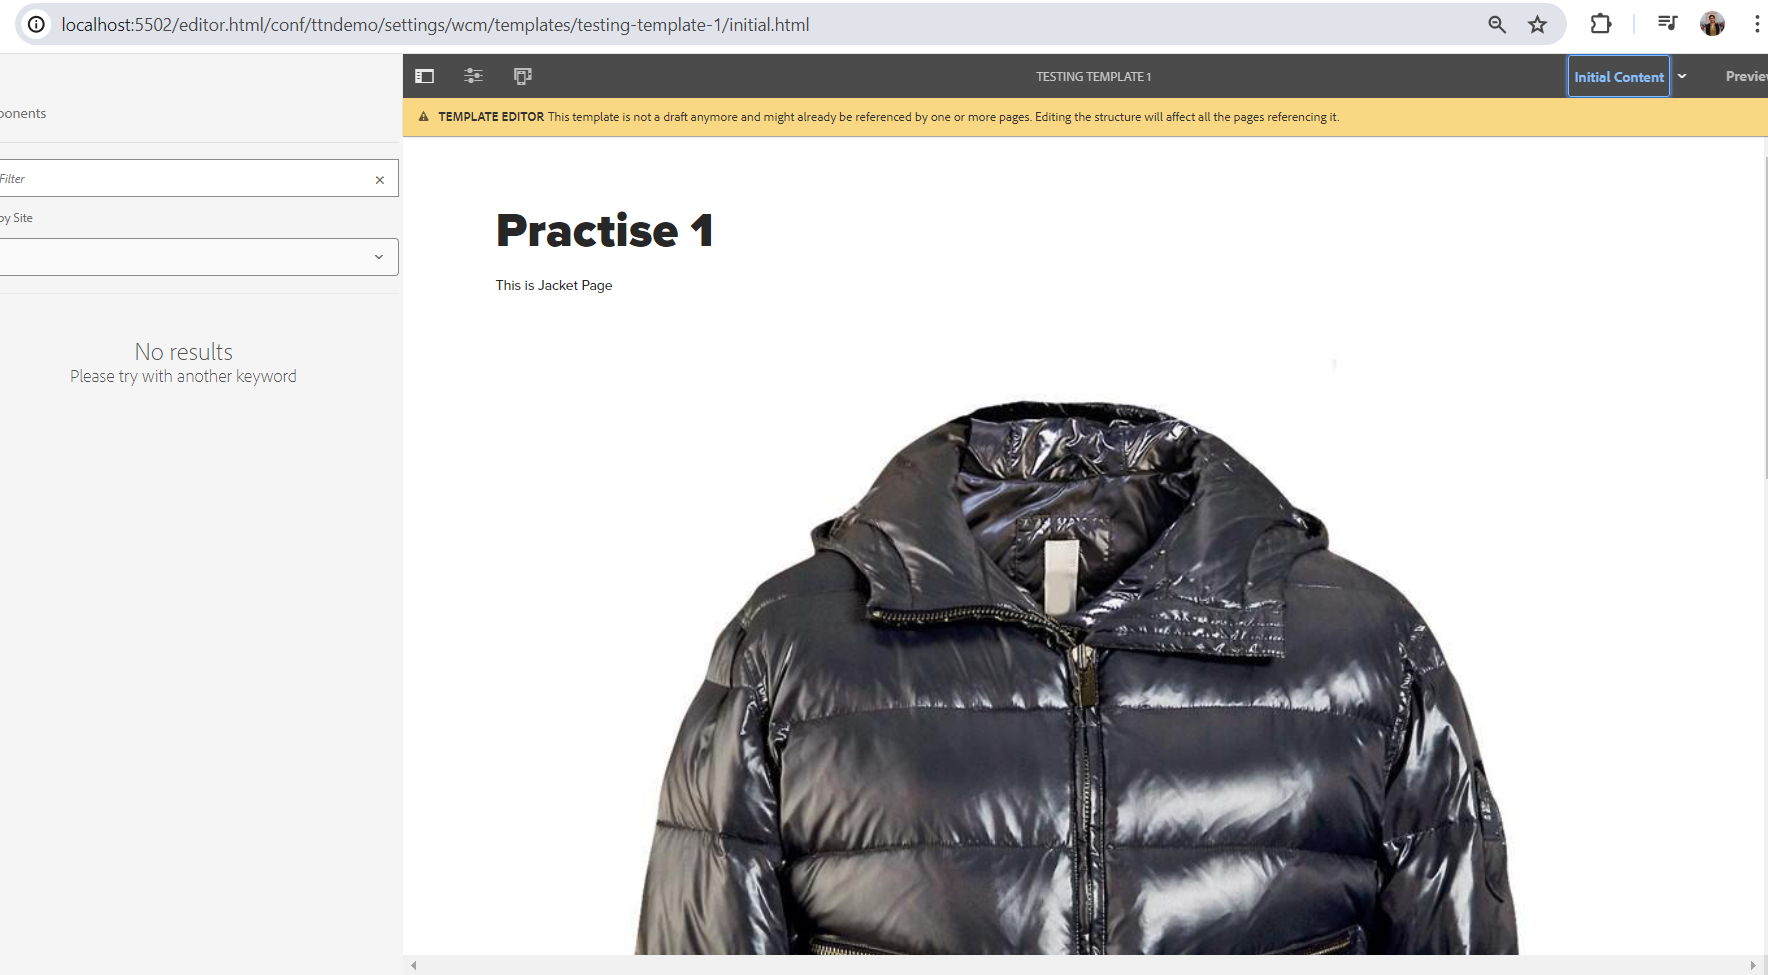 localhost:5502/editor.html/conf/ttndemo/settings/wcm/templates/testing-template-1/initial.html
TESTING TEMPLATE 1
Initial Content
Previe
ponents
TEMPLATE EDITOR This template is not a draft anymore and might already be referenced by one or more pages. Editing the structure will affect all the pages referencing it.
Filter
by Site
Practise 1
This is Jacket Page
No results
Please try with another keyword